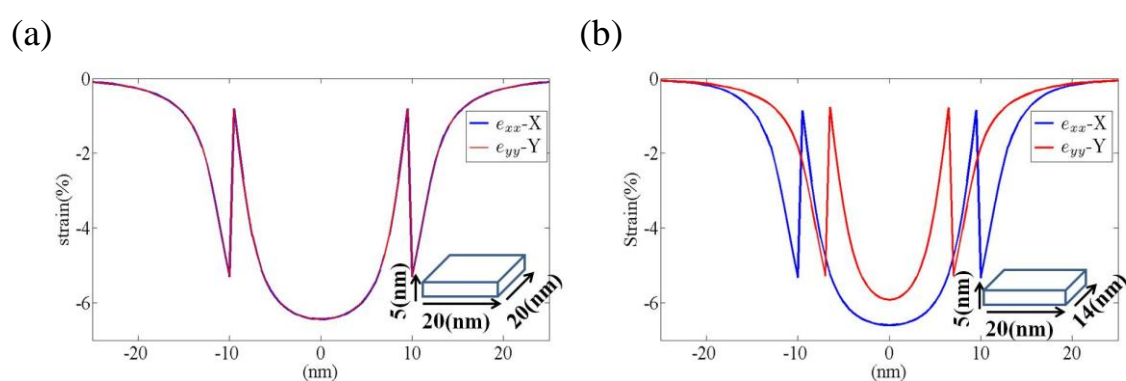 (a)
(b)
0
-2
-4
-6
strain(%)
-20
-10
0
10
20
(nm)
e_xx-X
e_yy-Y
5(nm)
20(nm)
20(nm)
0
-2
-4
-6
Strain(%)
-20
-10
0
10
20
(nm)
e_xx-X
e_yy-Y
5(nm)
20(nm)
14(nm)